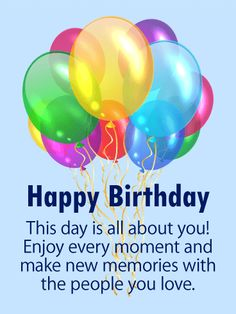 Happy Birthday
This day is all about you!
Enjoy every moment and
make new memories with
the people you love.